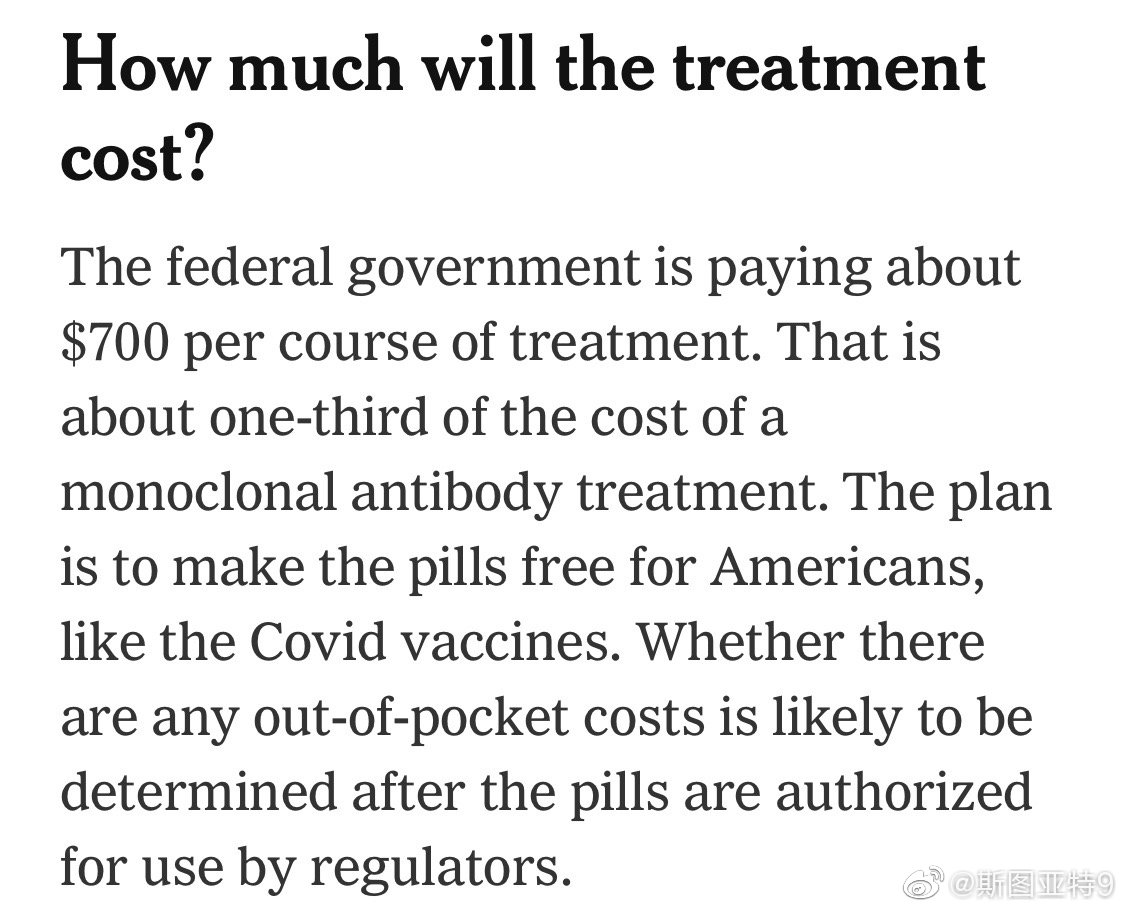 How much will the treatment
cost?
The federal government is paying about
$700 per course of treatment. That is
about one-third of the cost of a
monoclonal antibody treatment. The plan
is to make the pills free for Americans,
like the Covid vaccines. Whether there
are any out-of-pocket costs is likely to be
determined after the pills are authorized
for use by regulators.
@斯图亚特9